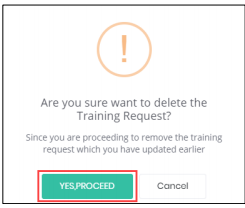 Are you sure want to delete the
Training Request?
Since you are proceeding to remove the training
request which you have updated earlier
YES,PROCEED
Cancel